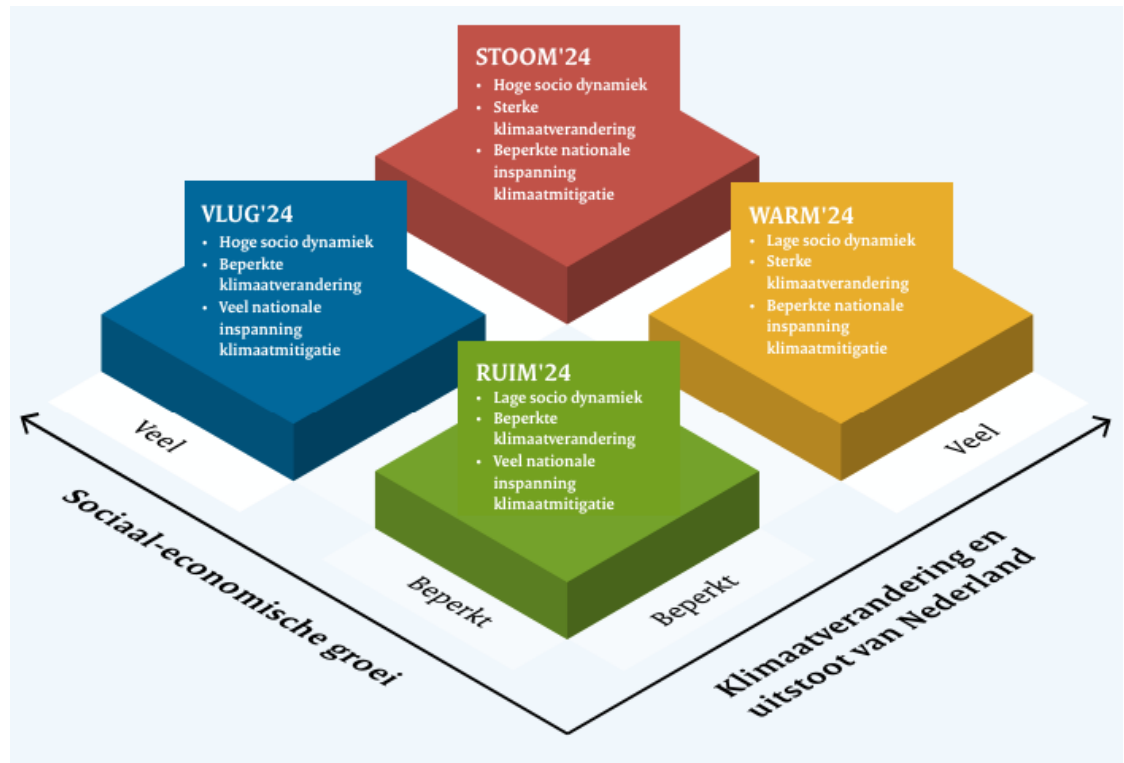 STOOM'24
• Hoge socio dynamiek
• Sterke
klimaatverandering
• Beperkte nationale
inspanning
klimaatmitigatie
VLUG'24
• Hoge socio dynamiek
• Beperkte
klimaatverandering
• Veel nationale
inspanning
klimaatmitigatie
WARM'24
• Lage socio dynamiek
• Sterke
klimaatverandering
• Beperkte nationale
inspanning
klimaatmitigatie
RUIM'24
• Lage socio dynamiek
• Beperkte
klimaatverandering
• Veel nationale
inspanning
klimaatmitigatie
Veel
Beperkt
Sociaal-economische groei
Beperkt
Veel
Klimaatverandering en
uitstoot van Nederland